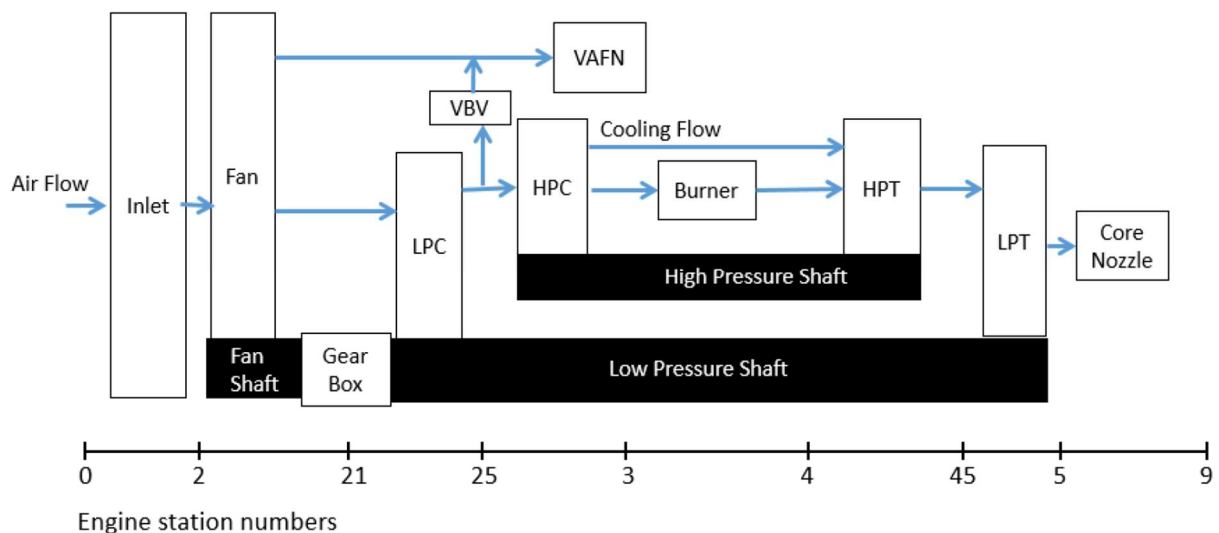 VAFN
VBV
Cooling Flow
Air Flow
Inlet
Fan
LPC
HPC
Burner
HPT
LPT
Core
Nozzle
High Pressure Shaft
Fan
Shaft
Gear
Box
Low Pressure Shaft
0 2 21 25 3 4 45 5 9
Engine station numbers